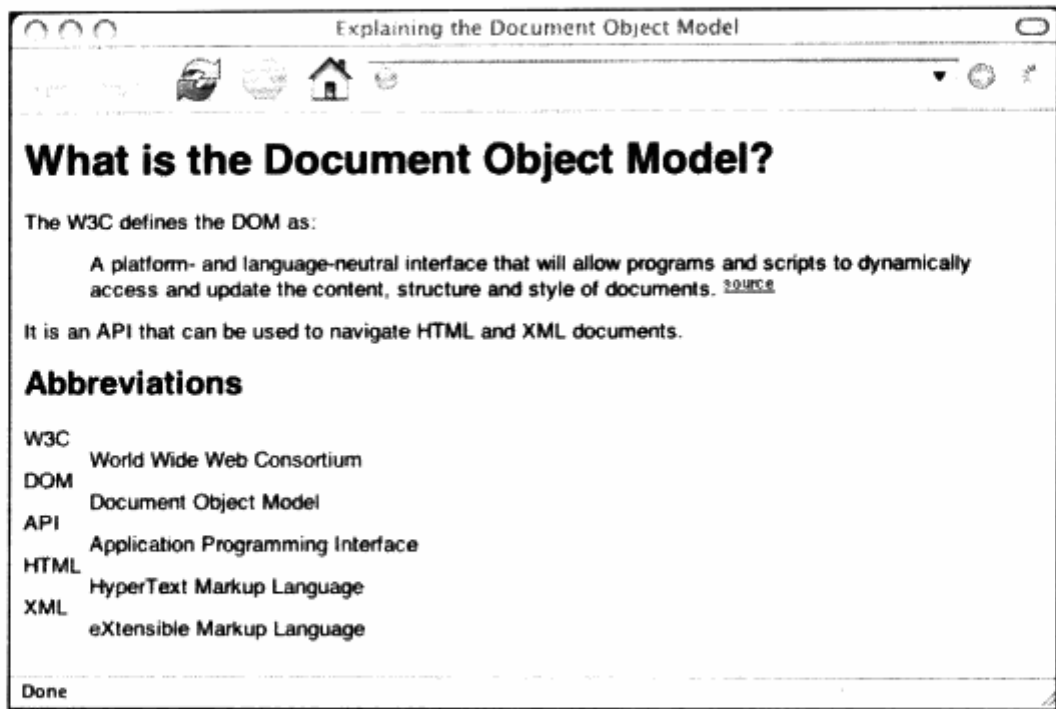 Explaining the Document Object Model
What is the Document Object Model?
The W3C defines the DOM as:
A platform- and language-neutral interface that will allow programs and scripts to dynamically
access and update the content, structure and style of documents. source
It is an API that can be used to navigate HTML and XML documents.
Abbreviations
W3C
World Wide Web Consortium
DOM
Document Object Model
API
Application Programming Interface
HTML
HyperText Markup Language
XML
eXtensible Markup Language
Done